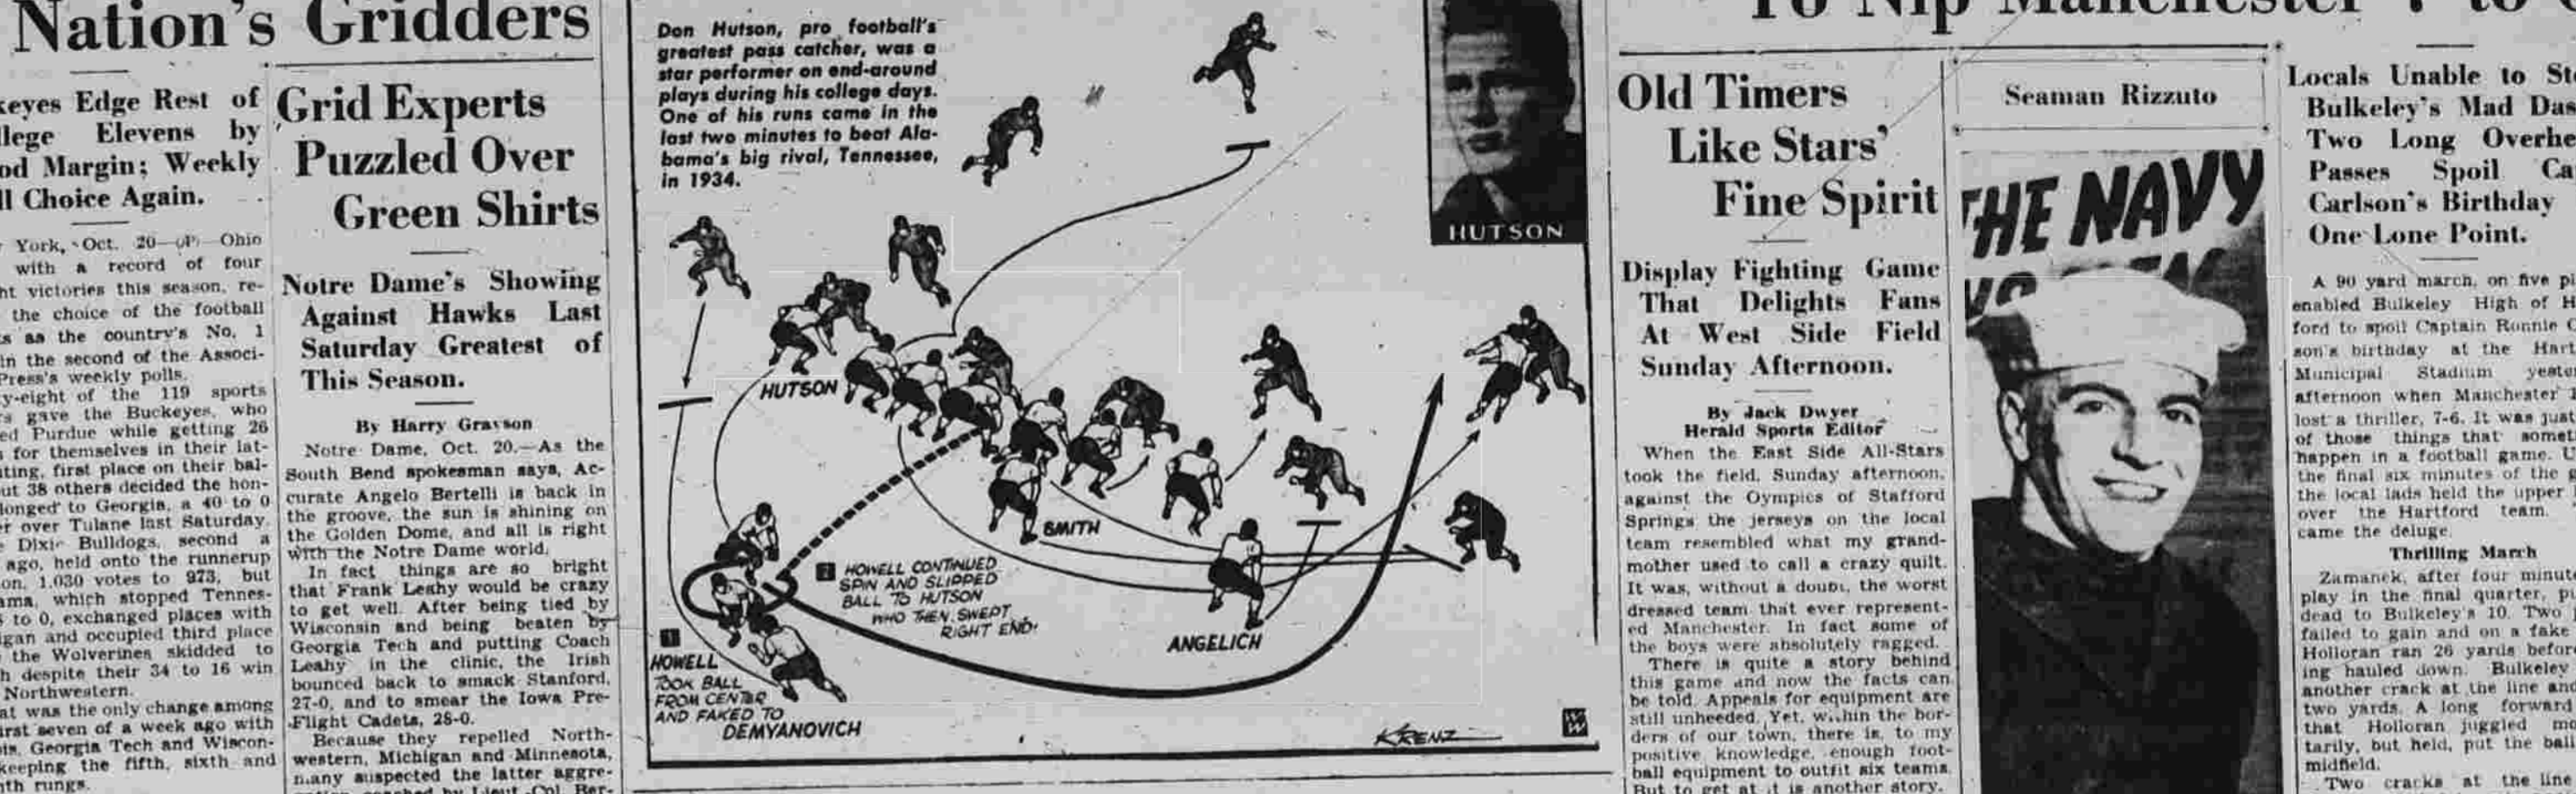 Nation's Gridders
keyes Edge Rest of
llege Elevens by
od Margin; Weekly
ll Choice Again.
York, Oct. 20—(AP)—Ohio
with a record of four
ht victories this season, re-
the choice of the football
s as the country's No. 1
in the second of the Associ-
Press's weekly polls.
y-eight of the 119 sports
s gave the Buckeyes, who
ed Purdue while getting 26
for themselves in their lat-
ting, first place on their bal-
ut 38 others decided the hon-
longed to Georgia, a 40 to 0
er over Tulane last Saturday.
Dixie Bulldogs, second a
ago, held onto the runnerup
on, 1,030 votes to 973, but
ama, which stopped Tennes-
to 0, exchanged places with
igan and occupied third place
the Wolverines skidded to
h despite their 34 to 16 win
Northwestern.
at was the only change among
irst seven of a week ago with
is, Georgia Tech and Wiscon-
keeping the fifth, sixth and
nth rungs.
Grid Experts
Puzzled Over
Green Shirts
Notre Dame's Showing
Against Hawks Last
Saturday Greatest of
This Season.
By Harry Grayson
Notre Dame, Oct. 20.—As the
South Bend spokesman says, Ac-
curate Angelo Bertelli is back in
the groove, the sun is shining on
the Golden Dome, and all is right
with the Notre Dame world.
In fact things are so bright
that Frank Leahy would be crazy
to get well. After being tied by
Wisconsin and being beaten by
Georgia Tech and putting Coach
Leahy in the clinic, the Irish
bounced back to smack Stanford,
27-0, and to smear the Iowa Pre-
Flight Cadets, 28-0.
Because they repelled North-
western, Michigan and Minnesota,
many suspected the latter aggre-
Don Hutson, pro football's
greatest pass catcher, was a
star performer on end-around
plays during his college days.
One of his runs came in the
last two minutes to beat Ala-
bama's big rival, Tennessee,
in 1934.
HUTSON
HUTSON
SMITH
ANGELICH
2 HOWELL CONTINUED
SPIN AND SLIPPED
BALL TO HUTSON
WHO THEN SWEPT
RIGHT END!
1
HOWELL
TOOK BALL
FROM CENTER
AND FAKED TO
DEMYANOVICH
KRENZ
To Nip Manchester 7 to
Old Timers
Like Stars'
Fine Spirit
Display Fighting Game
That Delights Fans
At West Side Field
Sunday Afternoon.
By Jack Dwyer
Herald Sports Editor
When the East Side All-Stars
took the field, Sunday afternoon,
against the Oympics of Stafford
Springs the jerseys on the local
team resembled what my grand-
mother used to call a crazy quilt.
It was, without a doubt, the worst
dressed team that ever represent-
ed Manchester. In fact some of
the boys were absolutely ragged.
There is quite a story behind
this game and now the facts can
be told. Appeals for equipment are
still unheeded. Yet, within the bor-
ders of our town, there is, to my
positive knowledge, enough foot-
ball equipment to outfit six teams.
But to get at it is another story.
Seaman Rizzuto
THE NAVY
Locals Unable to St
Bulkeley's Mad Das
Two Long Overhe
Passes Spoil Ca
Carlson's Birthday
One Lone Point.
A 90 yard march, on five pl
enabled Bulkeley High of H
ford to spoil Captain Ronnie C
son's birthday at the Hart
Municipal Stadium yester
afternoon when Manchester
lost a thriller, 7-6. It was just
of those things that somet
happen in a football game. U
the final six minutes of the g
the local lads held the upper
over the Hartford team.
came the deluge.
Thrilling March
Zamanek, after four minute
play in the final quarter, pu
dead to Bulkeley's 10. Two
failed to gain and on a fake
Holloran ran 26 yards before
ing hauled down. Bulkeley
another crack at the line and
two yards. A long forward
that Holloran juggled mo
tarily, but held, put the ball
midfield.
Two cracks at the line